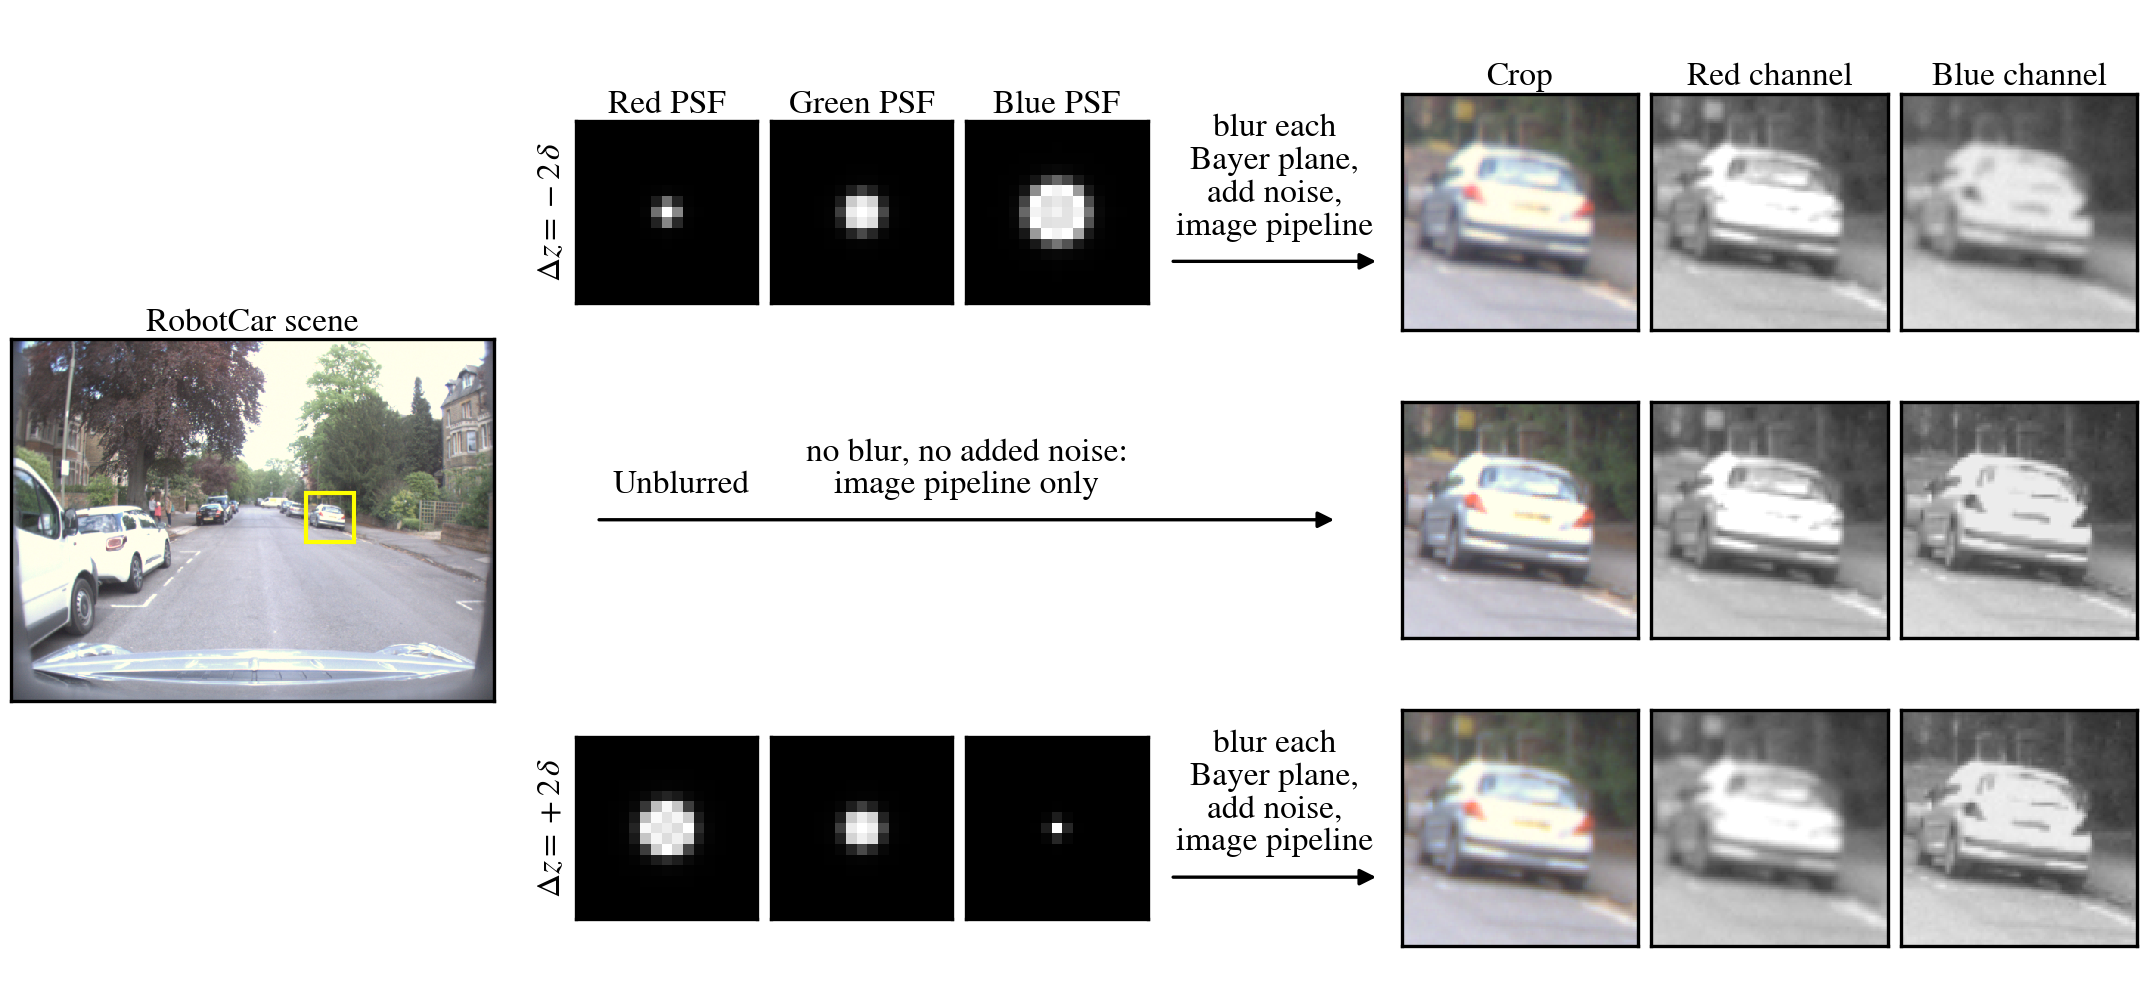 RobotCar scene
Δz = −2δ
Red PSF
Green PSF
Blue PSF
blur each
Bayer plane,
add noise,
image pipeline
Crop
Red channel
Blue channel
Unblurred
no blur, no added noise:
image pipeline only
Δz = +2δ
blur each
Bayer plane,
add noise,
image pipeline